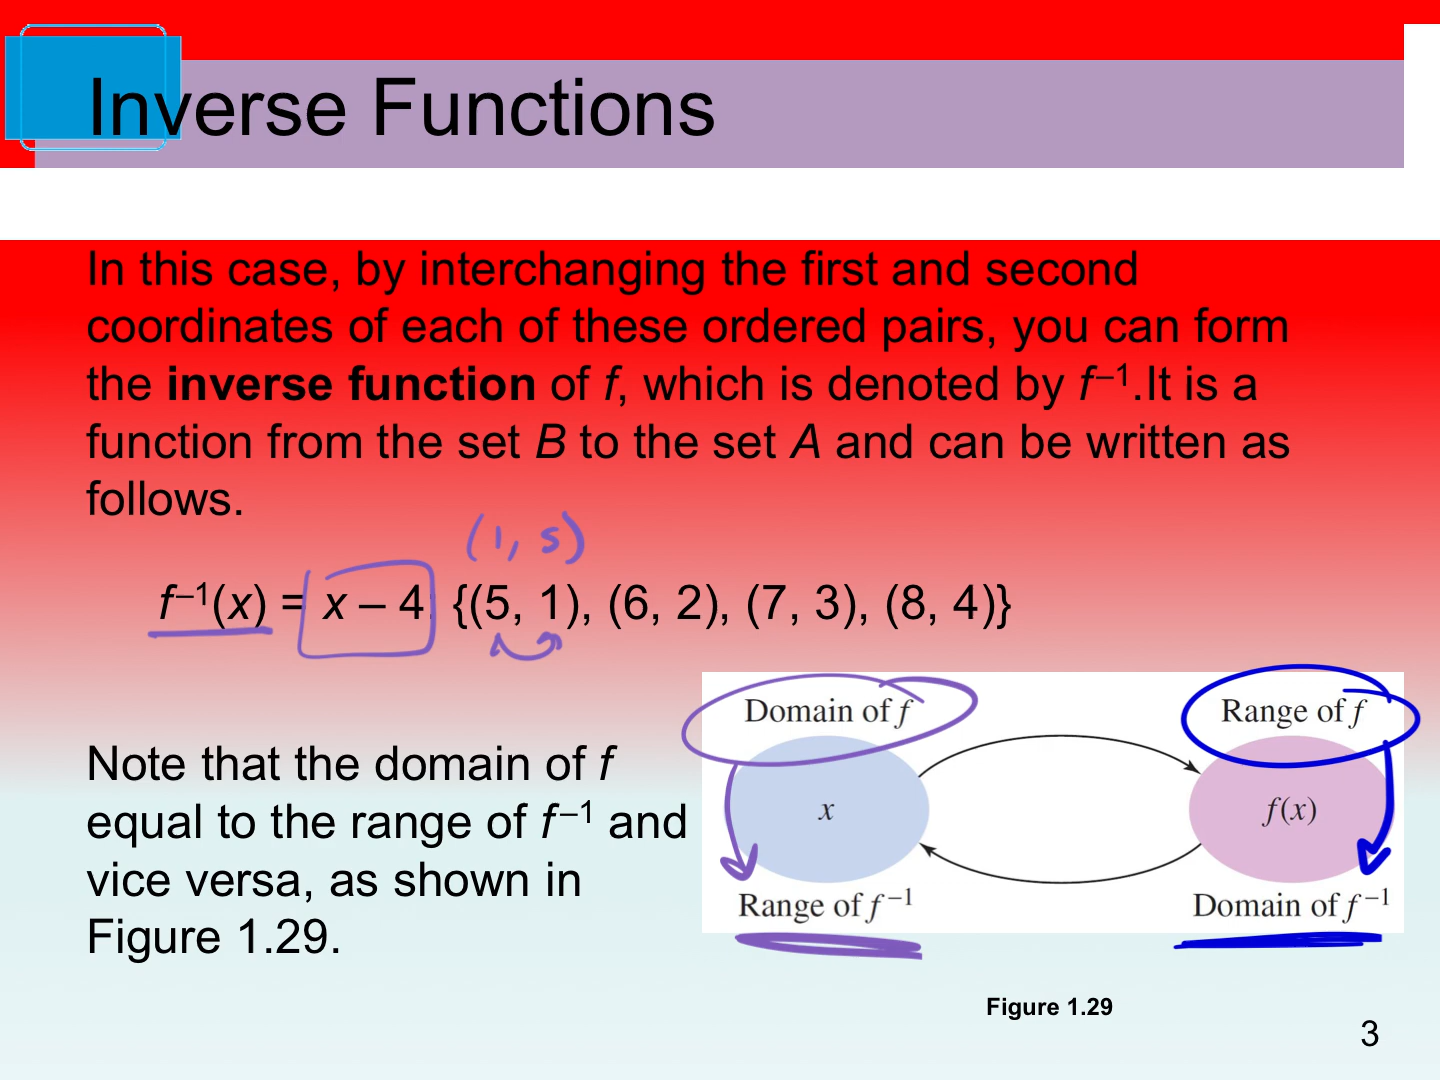 Inverse Functions
In this case, by interchanging the first and second
coordinates of each of these ordered pairs, you can form
the inverse function of f, which is denoted by f⁻¹.It is a
function from the set B to the set A and can be written as
follows.
(1, 5)
f⁻¹(x) = x – 4: {(5, 1), (6, 2), (7, 3), (8, 4)}
Note that the domain of f
equal to the range of f⁻¹ and
vice versa, as shown in
Figure 1.29.
Domain of f
Range of f
x
f(x)
Range of f⁻¹
Domain of f⁻¹
Figure 1.29
3